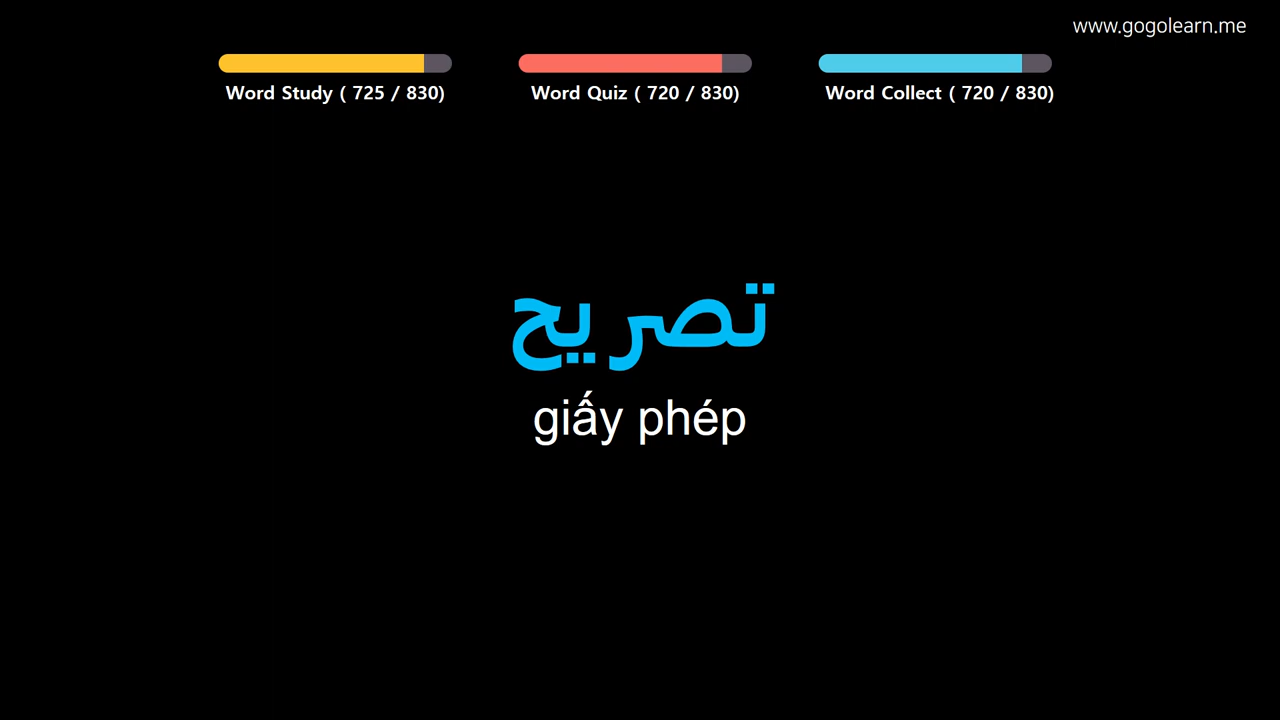 www.gogolearn.me
Word Study ( 725 / 830)
Word Quiz ( 720 / 830)
Word Collect ( 720 / 830)
تصريح
giấy phép